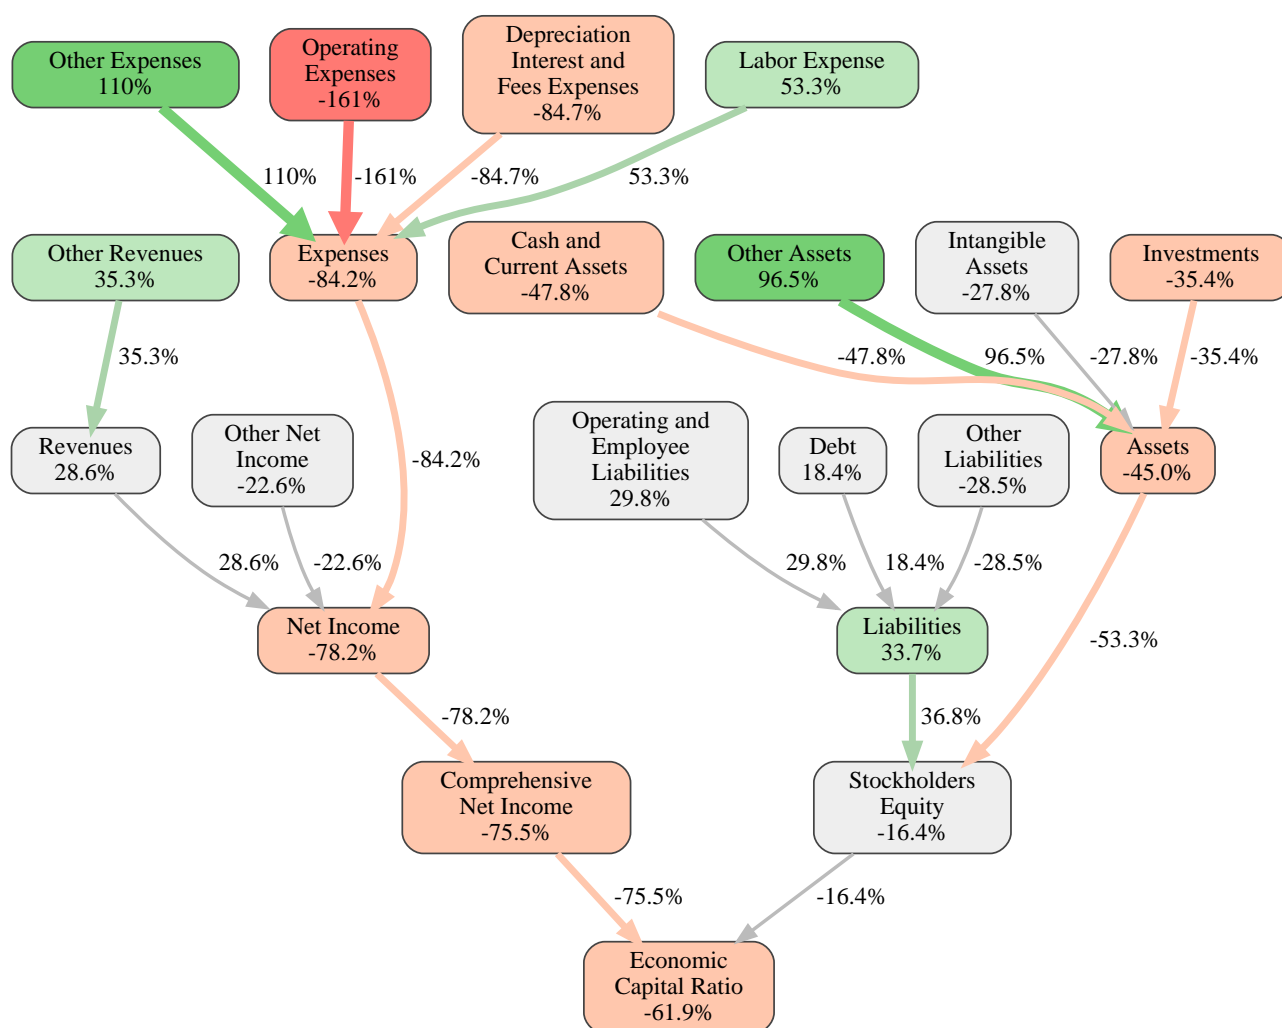 Other Expenses
110%
Operating
Expenses
-161%
Depreciation
Interest and
Fees Expenses
-84.7%
Labor Expense
53.3%
110%
-161%
-84.7%
53.3%
Other Revenues
35.3%
Expenses
-84.2%
Cash and
Current Assets
-47.8%
Other Assets
96.5%
Intangible
Assets
-27.8%
Investments
-35.4%
35.3%
-47.8%
96.5%
-27.8%
-35.4%
Revenues
28.6%
Other Net
Income
-22.6%
-84.2%
Operating and
Employee
Liabilities
29.8%
Debt
18.4%
Other
Liabilities
-28.5%
Assets
-45.0%
28.6%
-22.6%
29.8%
18.4%
-28.5%
Net Income
-78.2%
Liabilities
33.7%
-53.3%
-78.2%
36.8%
Comprehensive
Net Income
-75.5%
Stockholders
Equity
-16.4%
-75.5%
-16.4%
Economic
Capital Ratio
-61.9%